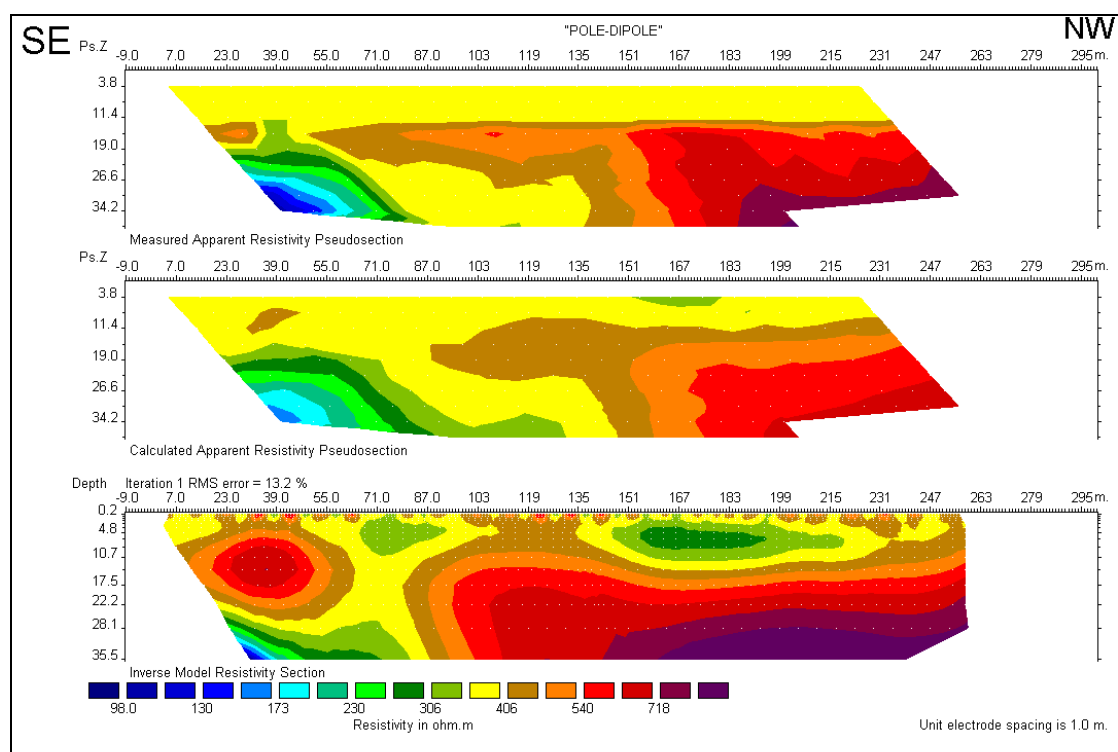 SE
"POLE-DIPOLE"
NW
Ps.Z
-9.0 7.0 23.0 39.0 55.0 71.0 87.0 103 119 135 151 167 183 199 215 231 247 263 279 295 m.
3.8
11.4
19.0
26.6
34.2
Measured Apparent Resistivity Pseudosection
Ps.Z
-9.0 7.0 23.0 39.0 55.0 71.0 87.0 103 119 135 151 167 183 199 215 231 247 263 279 295 m.
3.8
11.4
19.0
26.6
34.2
Calculated Apparent Resistivity Pseudosection
Depth Iteration 1 RMS error = 13.2 %
-9.0 7.0 23.0 39.0 55.0 71.0 87.0 103 119 135 151 167 183 199 215 231 247 263 279 295 m.
0.2
4.8
10.7
17.5
22.2
28.1
35.5
Inverse Model Resistivity Section
98.0 130 173 230 306 406 540 718
Resistivity in ohm.m
Unit electrode spacing is 1.0 m.